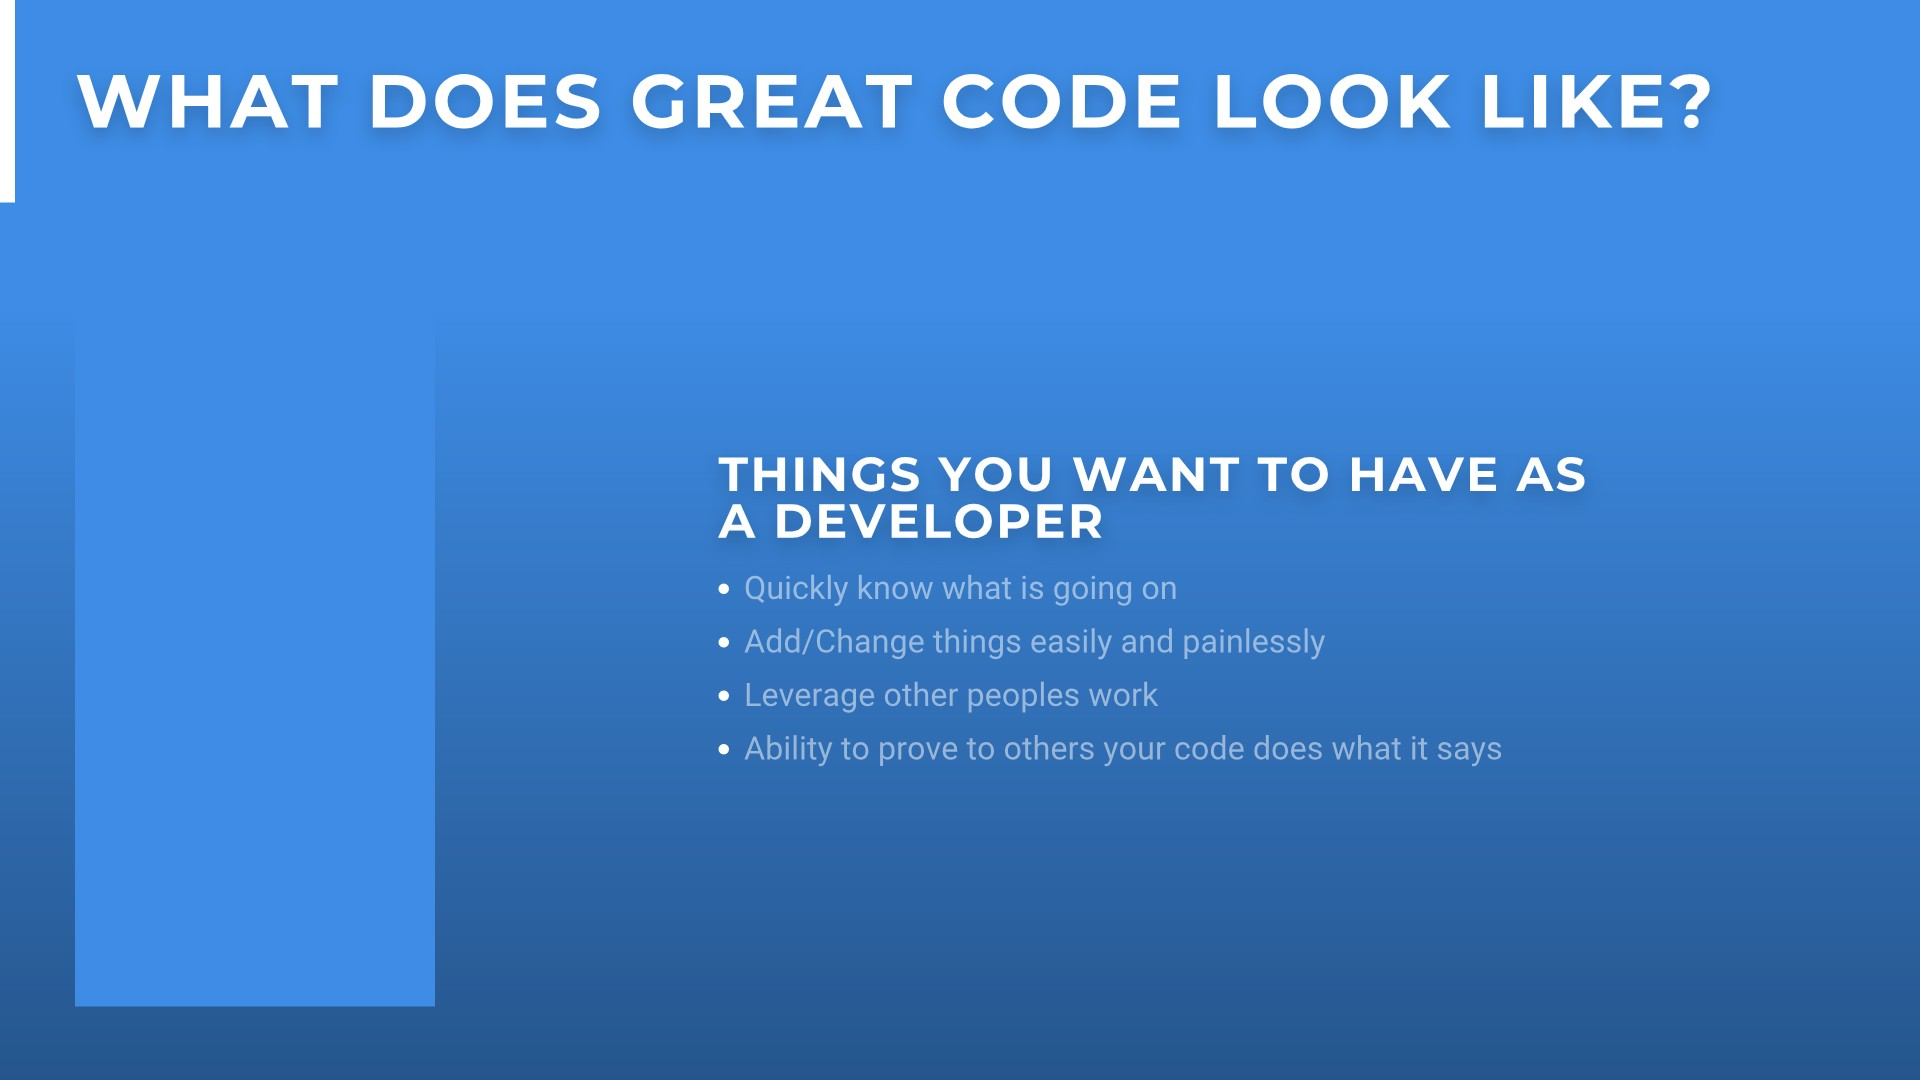 WHAT DOES GREAT CODE LOOK LIKE?
THINGS YOU WANT TO HAVE AS
A DEVELOPER
• Quickly know what is going on
• Add/Change things easily and painlessly
• Leverage other peoples work
• Ability to prove to others your code does what it says